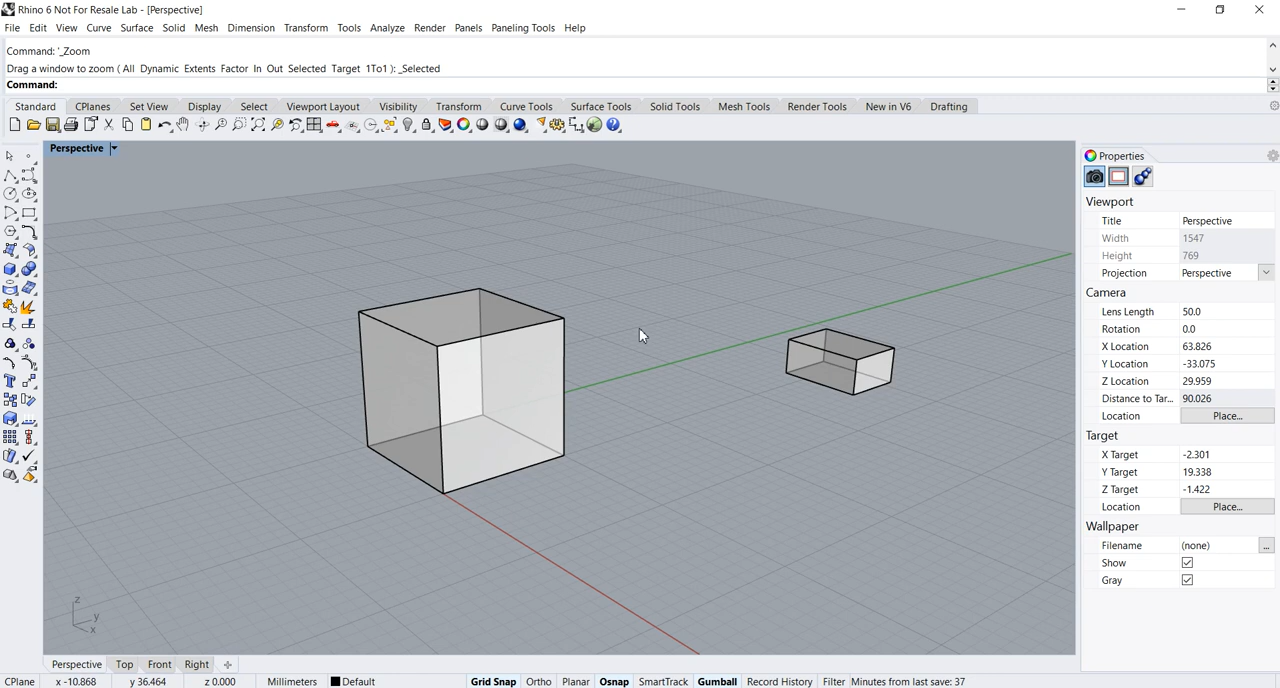 Rhino 6 Not For Resale Lab - [Perspective]
File Edit View Curve Surface Solid Mesh Dimension Transform Tools Analyze Render Panels Paneling Tools Help
Command: '_Zoom
Drag a window to zoom ( All Dynamic Extents Factor In Out Selected Target 1To1 ): _Selected
Command:
Standard CPlanes Set View Display Select Viewport Layout Visibility Transform Curve Tools Surface Tools Solid Tools Mesh Tools Render Tools New in V6 Drafting
Perspective
Properties
Viewport
Title Perspective
Width 1547
Height 769
Projection Perspective
Camera
Lens Length 50.0
Rotation 0.0
X Location 63.826
Y Location -33.075
Z Location 29.959
Distance to Tar... 90.026
Location Place...
Target
X Target -2.301
Y Target 19.338
Z Target -1.422
Location Place...
Wallpaper
Filename (none) ...
Show
Gray
z
y
x
Perspective Top Front Right
CPlane x -10.868 y 36.464 z 0.000 Millimeters Default Grid Snap Ortho Planar Osnap SmartTrack Gumball Record History Filter Minutes from last save: 37